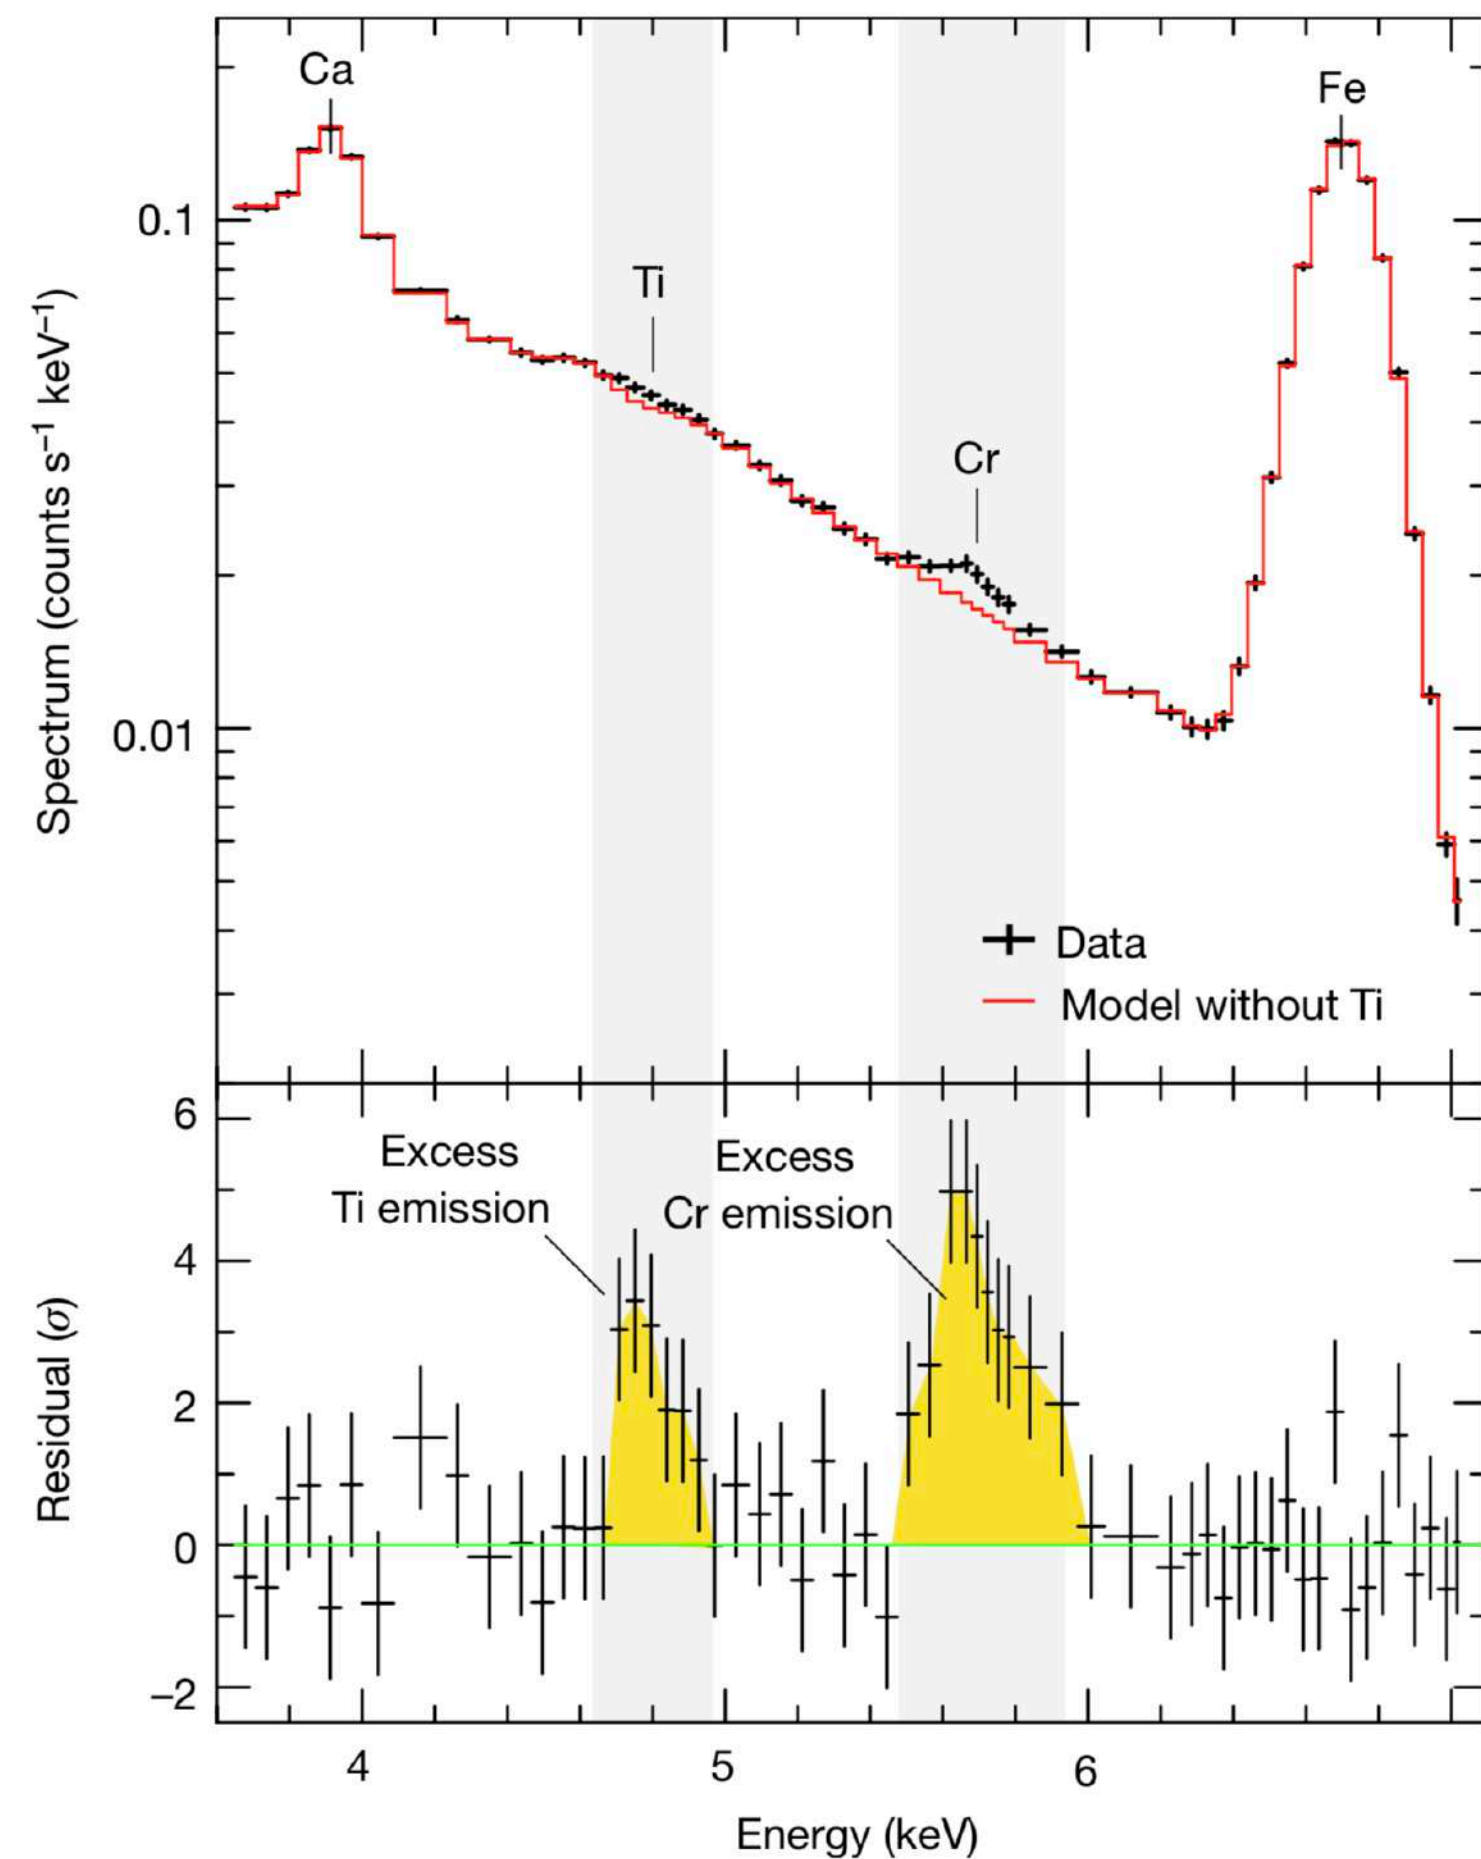 Ca
Fe
0.1
Ti
Cr
0.01
Spectrum (counts s⁻¹ keV⁻¹)
Data
Model without Ti
6
Excess
Ti emission
Excess
Cr emission
4
2
0
−2
Residual (σ)
4
5
6
Energy (keV)